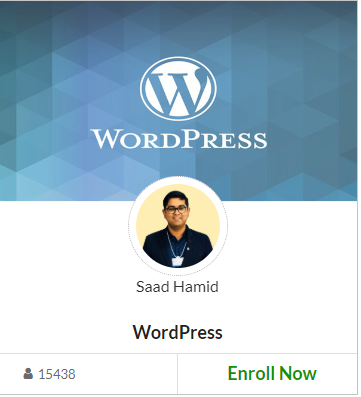 WORDPRESS
Saad Hamid
WordPress
15438
Enroll Now